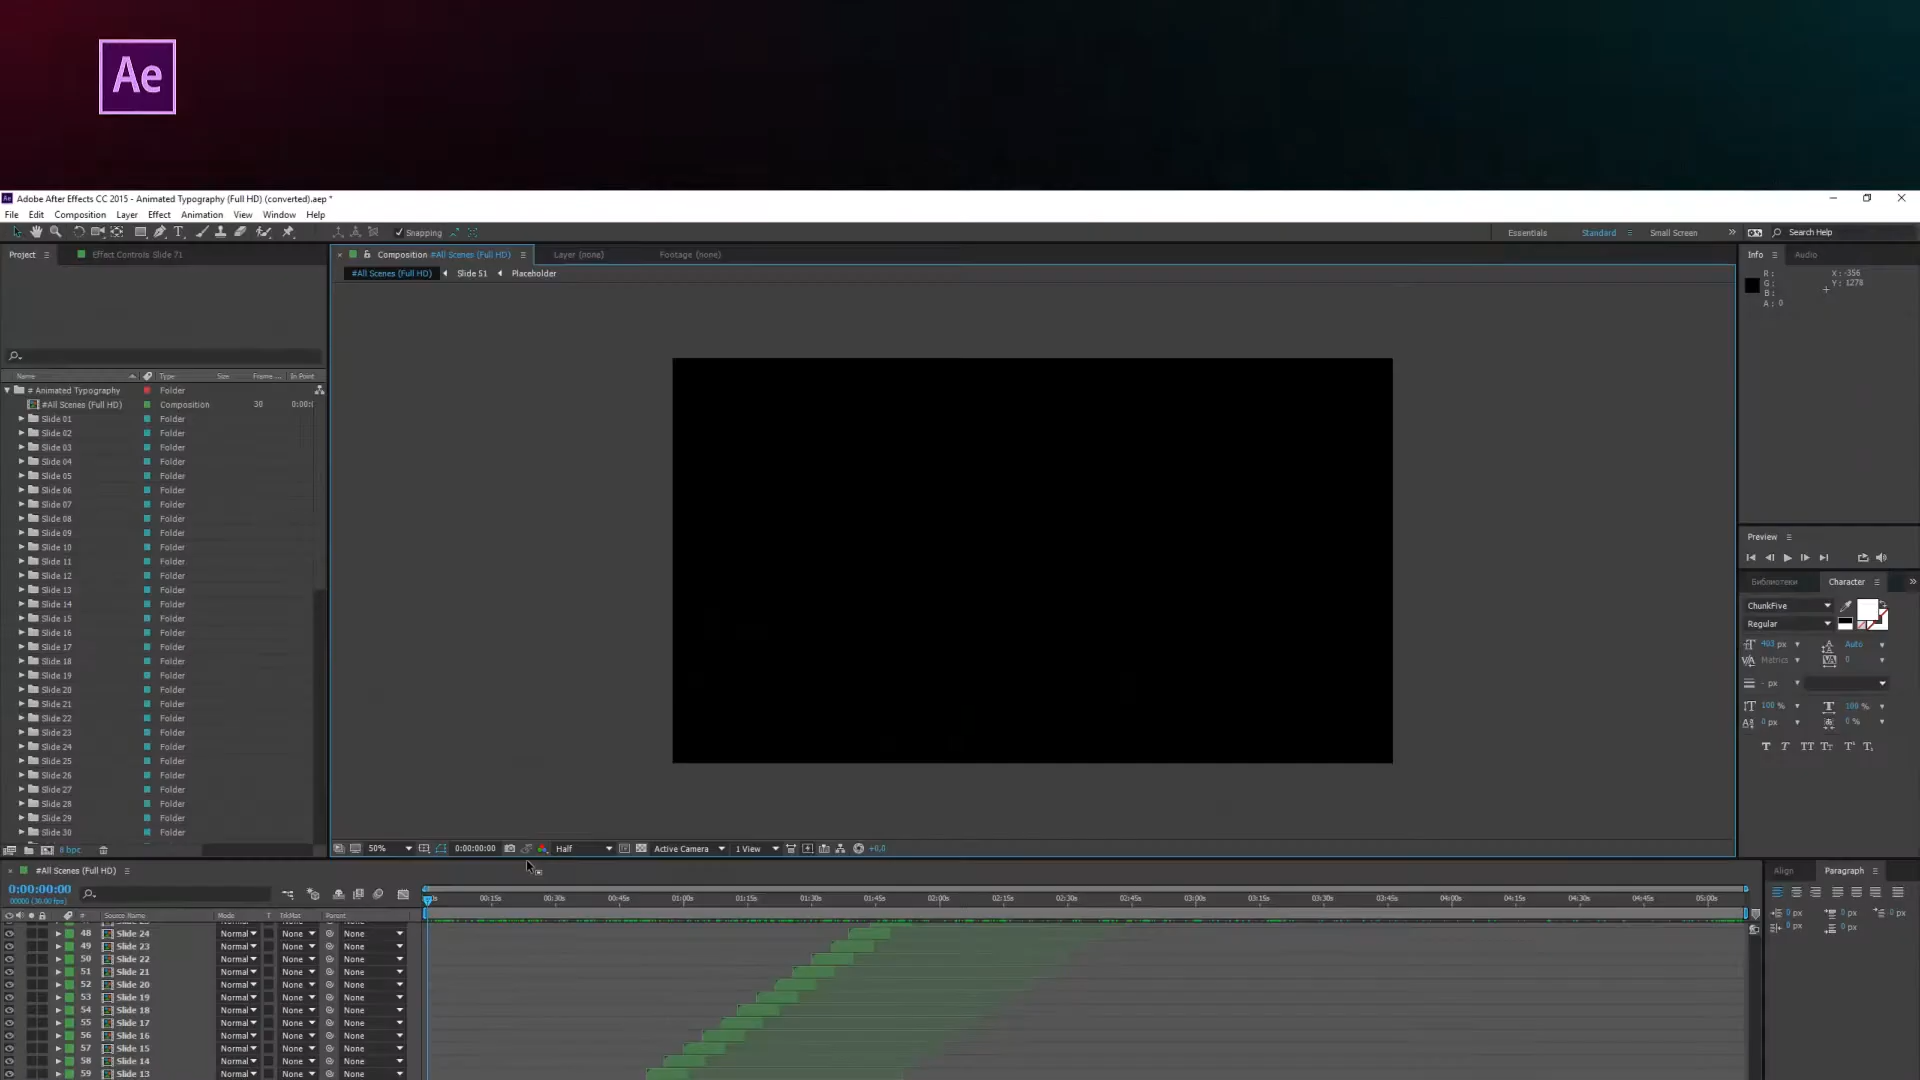 Ae
Adobe After Effects CC 2015 - Animated Typography (Full HD) (converted).aep *
File Edit Composition Layer Effect Animation View Window Help
Snapping
Essentials Standard Small Screen Search Help
Project Effect Controls Slide 71
Composition #All Scenes (Full HD) Layer (none) Footage (none)
Info Audio
#All Scenes (Full HD) Slide 51 Placeholder
R : X : -356
G : Y : 1278
B :
A : 0
Name Type Size Frame ... In Point
# Animated Typography Folder
#All Scenes (Full HD) Composition 30 0:00:(
Slide 01 Folder
Slide 02 Folder
Slide 03 Folder
Slide 04 Folder
Slide 05 Folder
Slide 06 Folder
Slide 07 Folder
Slide 08 Folder
Slide 09 Folder
Slide 10 Folder
Slide 11 Folder
Slide 12 Folder
Slide 13 Folder
Slide 14 Folder
Slide 15 Folder
Slide 16 Folder
Slide 17 Folder
Slide 18 Folder
Slide 19 Folder
Slide 20 Folder
Slide 21 Folder
Slide 22 Folder
Slide 23 Folder
Slide 24 Folder
Slide 25 Folder
Slide 26 Folder
Slide 27 Folder
Slide 28 Folder
Slide 29 Folder
Slide 30 Folder
8 bpc
Preview
Библиотеки Character
ChunkFive
Regular
493 px Auto
Metrics 0
- px
100 % 100 %
0 px 0 %
50% 0:00:00:00 Half Active Camera 1 View +0,0
#All Scenes (Full HD)
0:00:00:00
00000 (30.00 fps)
Align Paragraph
0 px 0 px 0 px
0 px 0 px
00:15s 00:30s 00:45s 01:00s 01:15s 01:30s 01:45s 02:00s 02:15s 02:30s 02:45s 03:00s 03:15s 03:30s 03:45s 04:00s 04:15s 04:30s 04:45s 05:00s
# Source Name Mode T TrkMat Parent
48 Slide 24 Normal None None
49 Slide 23 Normal None None
50 Slide 22 Normal None None
51 Slide 21 Normal None None
52 Slide 20 Normal None None
53 Slide 19 Normal None None
54 Slide 18 Normal None None
55 Slide 17 Normal None None
56 Slide 16 Normal None None
57 Slide 15 Normal None None
58 Slide 14 Normal None None
59 Slide 13 Normal None None